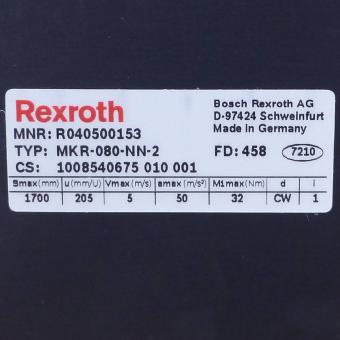 Rexroth
Bosch Rexroth AG
D-97424 Schweinfurt
Made in Germany
MNR: R040500153
TYP: MKR-080-NN-2
FD: 458 7210
CS: 1008540675 010 001
Smax(mm) u(mm/U) Vmax(m/s) amax(m/s²) M1max(Nm) d i
1700 205 5 50 32 CW 1